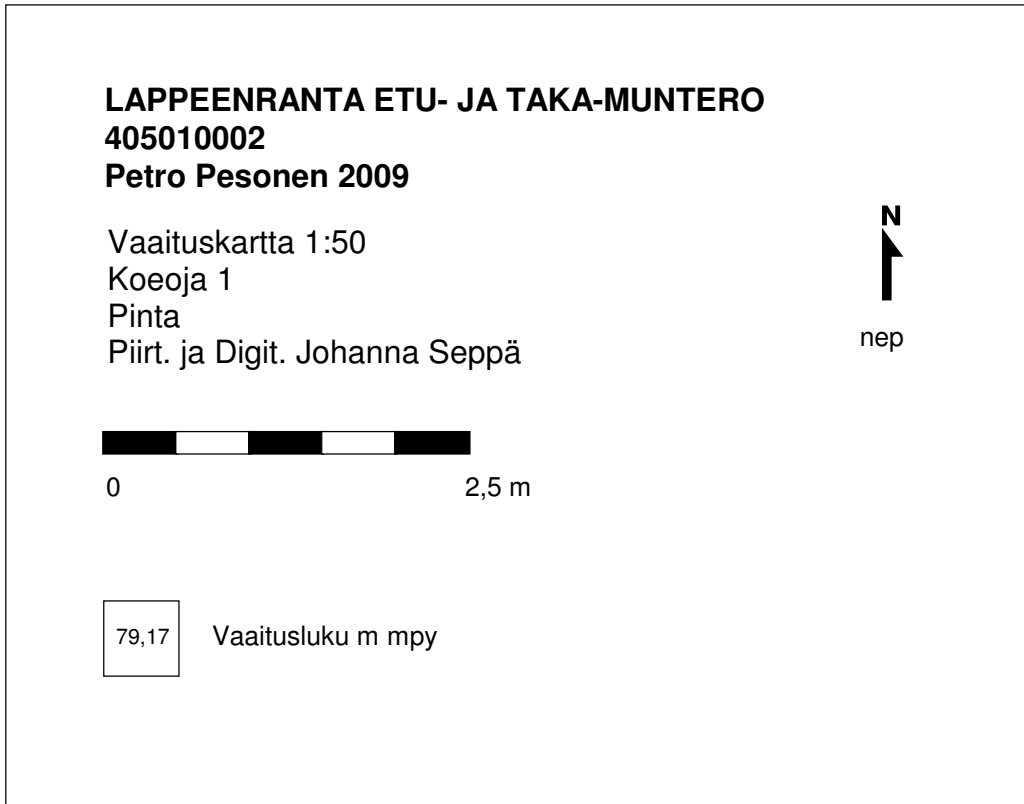 LAPPEENRANTA ETU- JA TAKA-MUNTERO
405010002
Petro Pesonen 2009
N
Vaaituskartta 1:50
Koeoja 1
Pinta
nep
Piirt. ja Digit. Johanna Seppä
0 2,5 m
79,17 Vaaitusluku m mpy